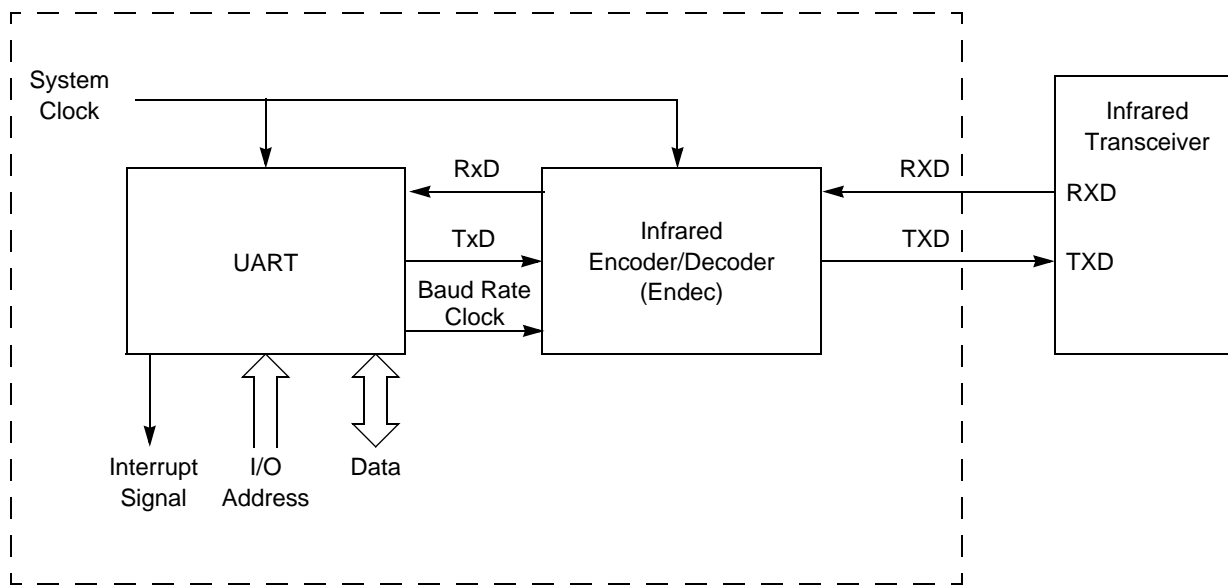 System
Clock
Infrared
Transceiver
RxD
RXD
RXD
TxD
Infrared
Encoder/Decoder
(Endec)
UART
TXD
TXD
Baud Rate
Clock
Interrupt
Signal
I/O
Address
Data